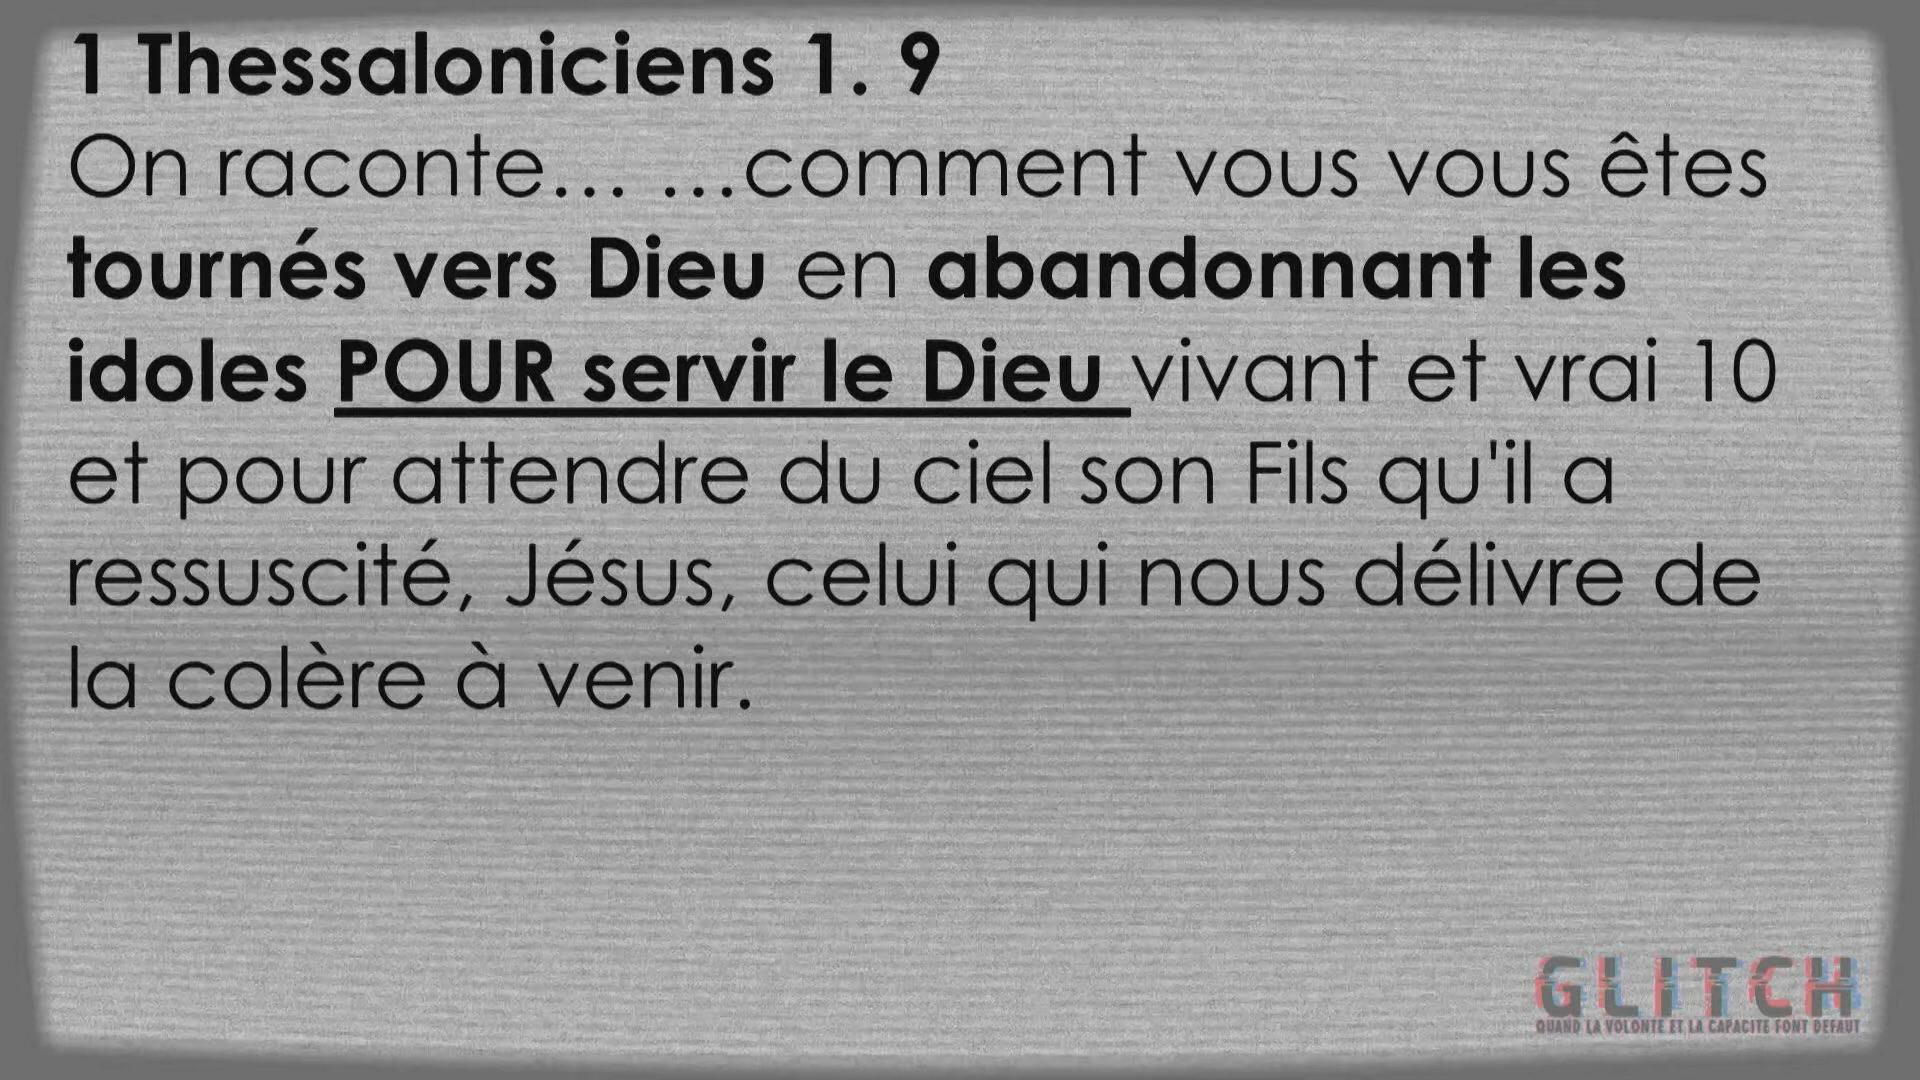 1 Thessaloniciens 1. 9
On raconte... ...comment vous vous êtes
tournés vers Dieu en abandonnant les
idoles POUR servir le Dieu vivant et vrai 10
et pour attendre du ciel son Fils qu'il a
ressuscité, Jésus, celui qui nous délivre de
la colère à venir.
GLITCH
QUAND LA VOLONTE ET LA CAPACITE FONT DEFAUT